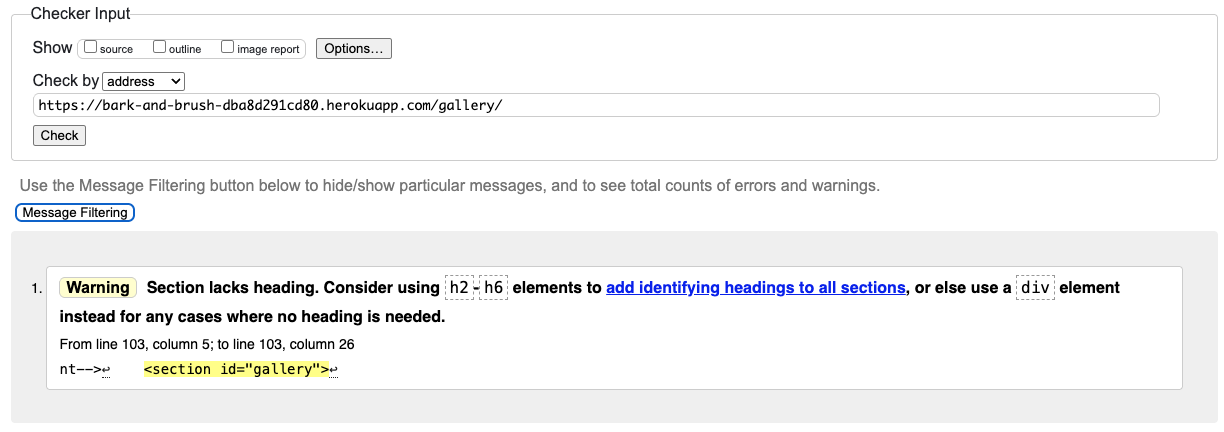 Checker Input
Show source outline image report Options...
Check by address
https://bark-and-brush-dba8d291cd80.herokuapp.com/gallery/
Check
Use the Message Filtering button below to hide/show particular messages, and to see total counts of errors and warnings.
Message Filtering
1. Warning Section lacks heading. Consider using h2-h6 elements to add identifying headings to all sections, or else use a div element
instead for any cases where no heading is needed.
From line 103, column 5; to line 103, column 26
nt-->↩ <section id="gallery">↩